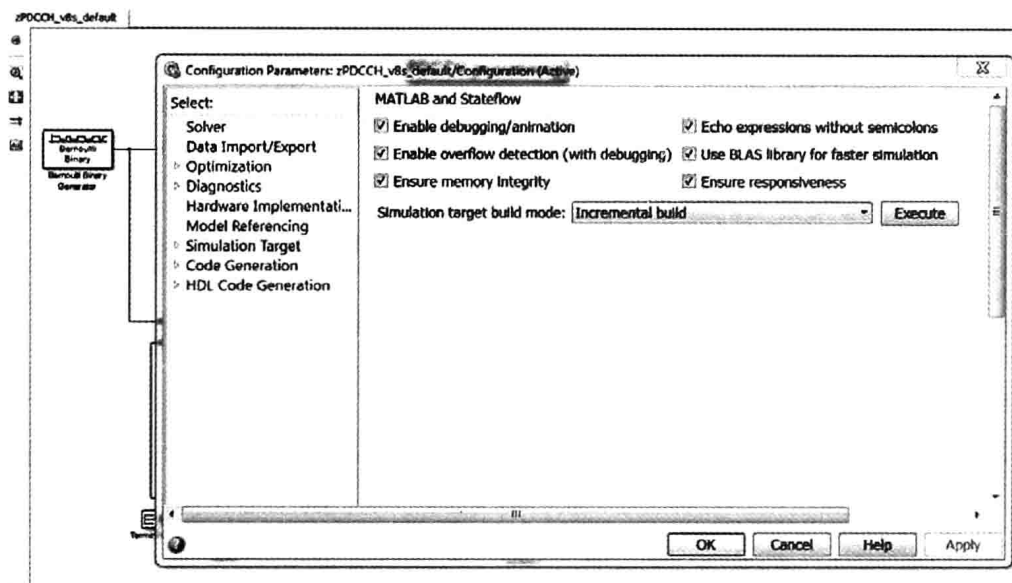 zPDCCH_v8s_default
Configuration Parameters: zPDCCH_v8s_default/Configuration (Active)
Select:
Solver
Data Import/Export
Optimization
Diagnostics
Hardware Implementati...
Model Referencing
Simulation Target
Code Generation
HDL Code Generation
MATLAB and Stateflow
Enable debugging/animation
Echo expressions without semicolons
Enable overflow detection (with debugging)
Use BLAS library for faster simulation
Ensure memory integrity
Ensure responsiveness
Simulation target build mode: Incremental build Execute
Bernoulli
Binary
Bernoulli Binary
Generator
OK Cancel Help Apply